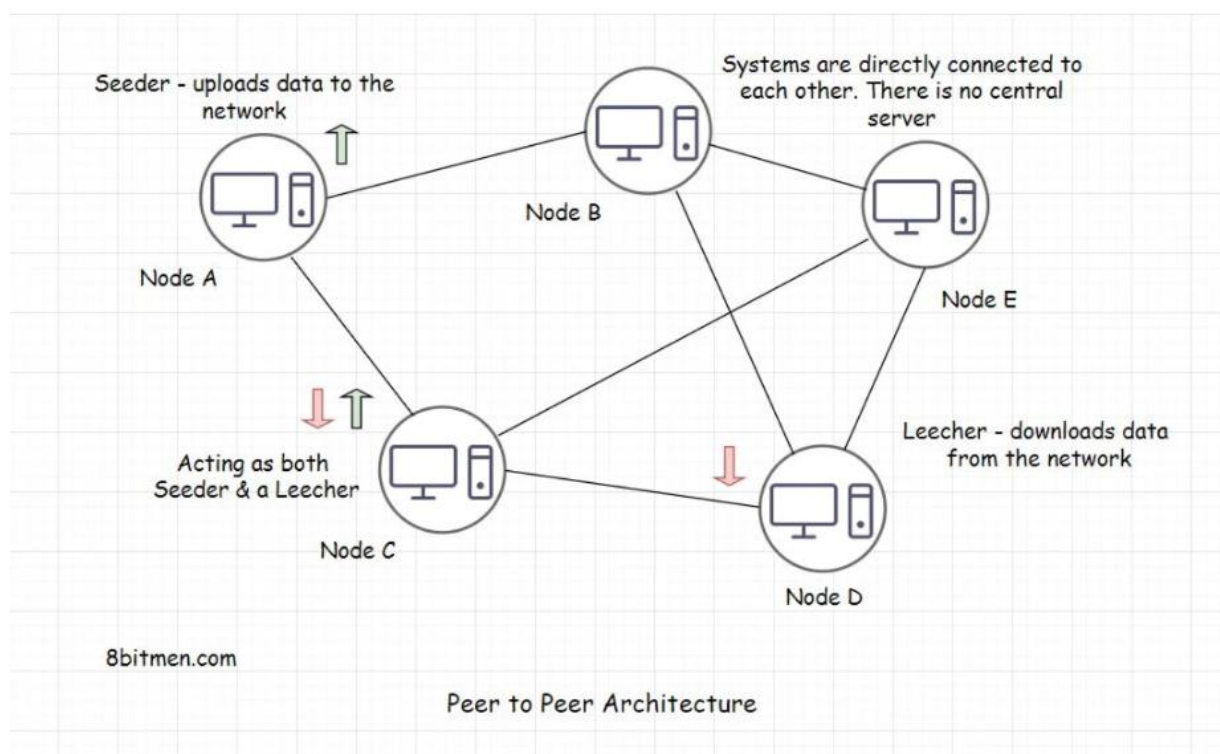 Seeder - uploads data to the
network
Systems are directly connected to
each other. There is no central
server
Node B
Node A
Node E
Leecher - downloads data
from the network
Acting as both
Seeder & a Leecher
Node C
Node D
8bitmen.com
Peer to Peer Architecture